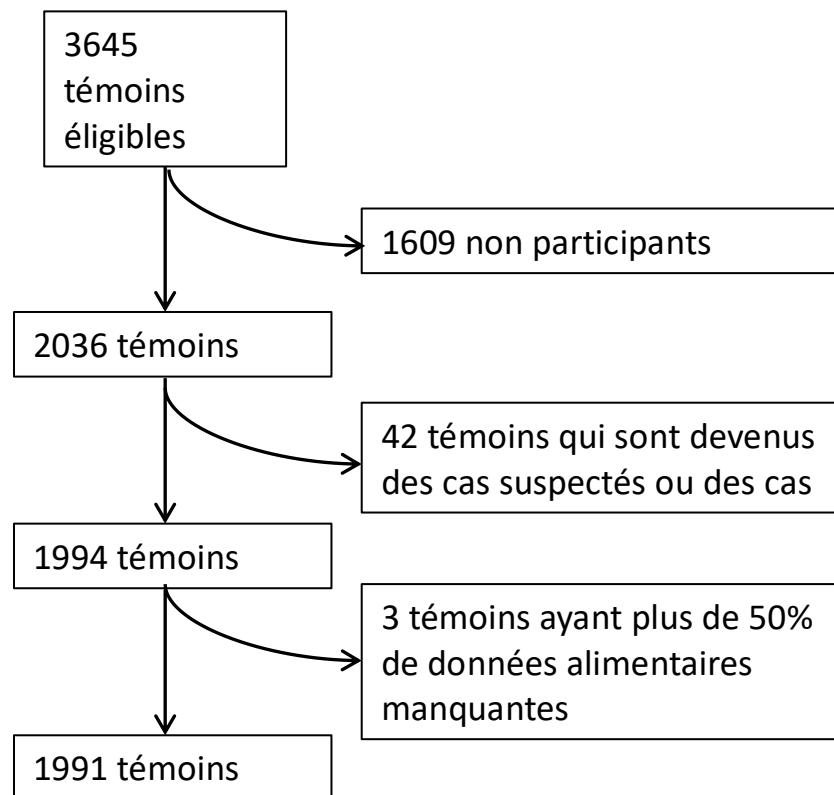 3645
témoins
éligibles
1609 non participants
2036 témoins
42 témoins qui sont devenus
des cas suspectés ou des cas
1994 témoins
3 témoins ayant plus de 50%
de données alimentaires
manquantes
1991 témoins